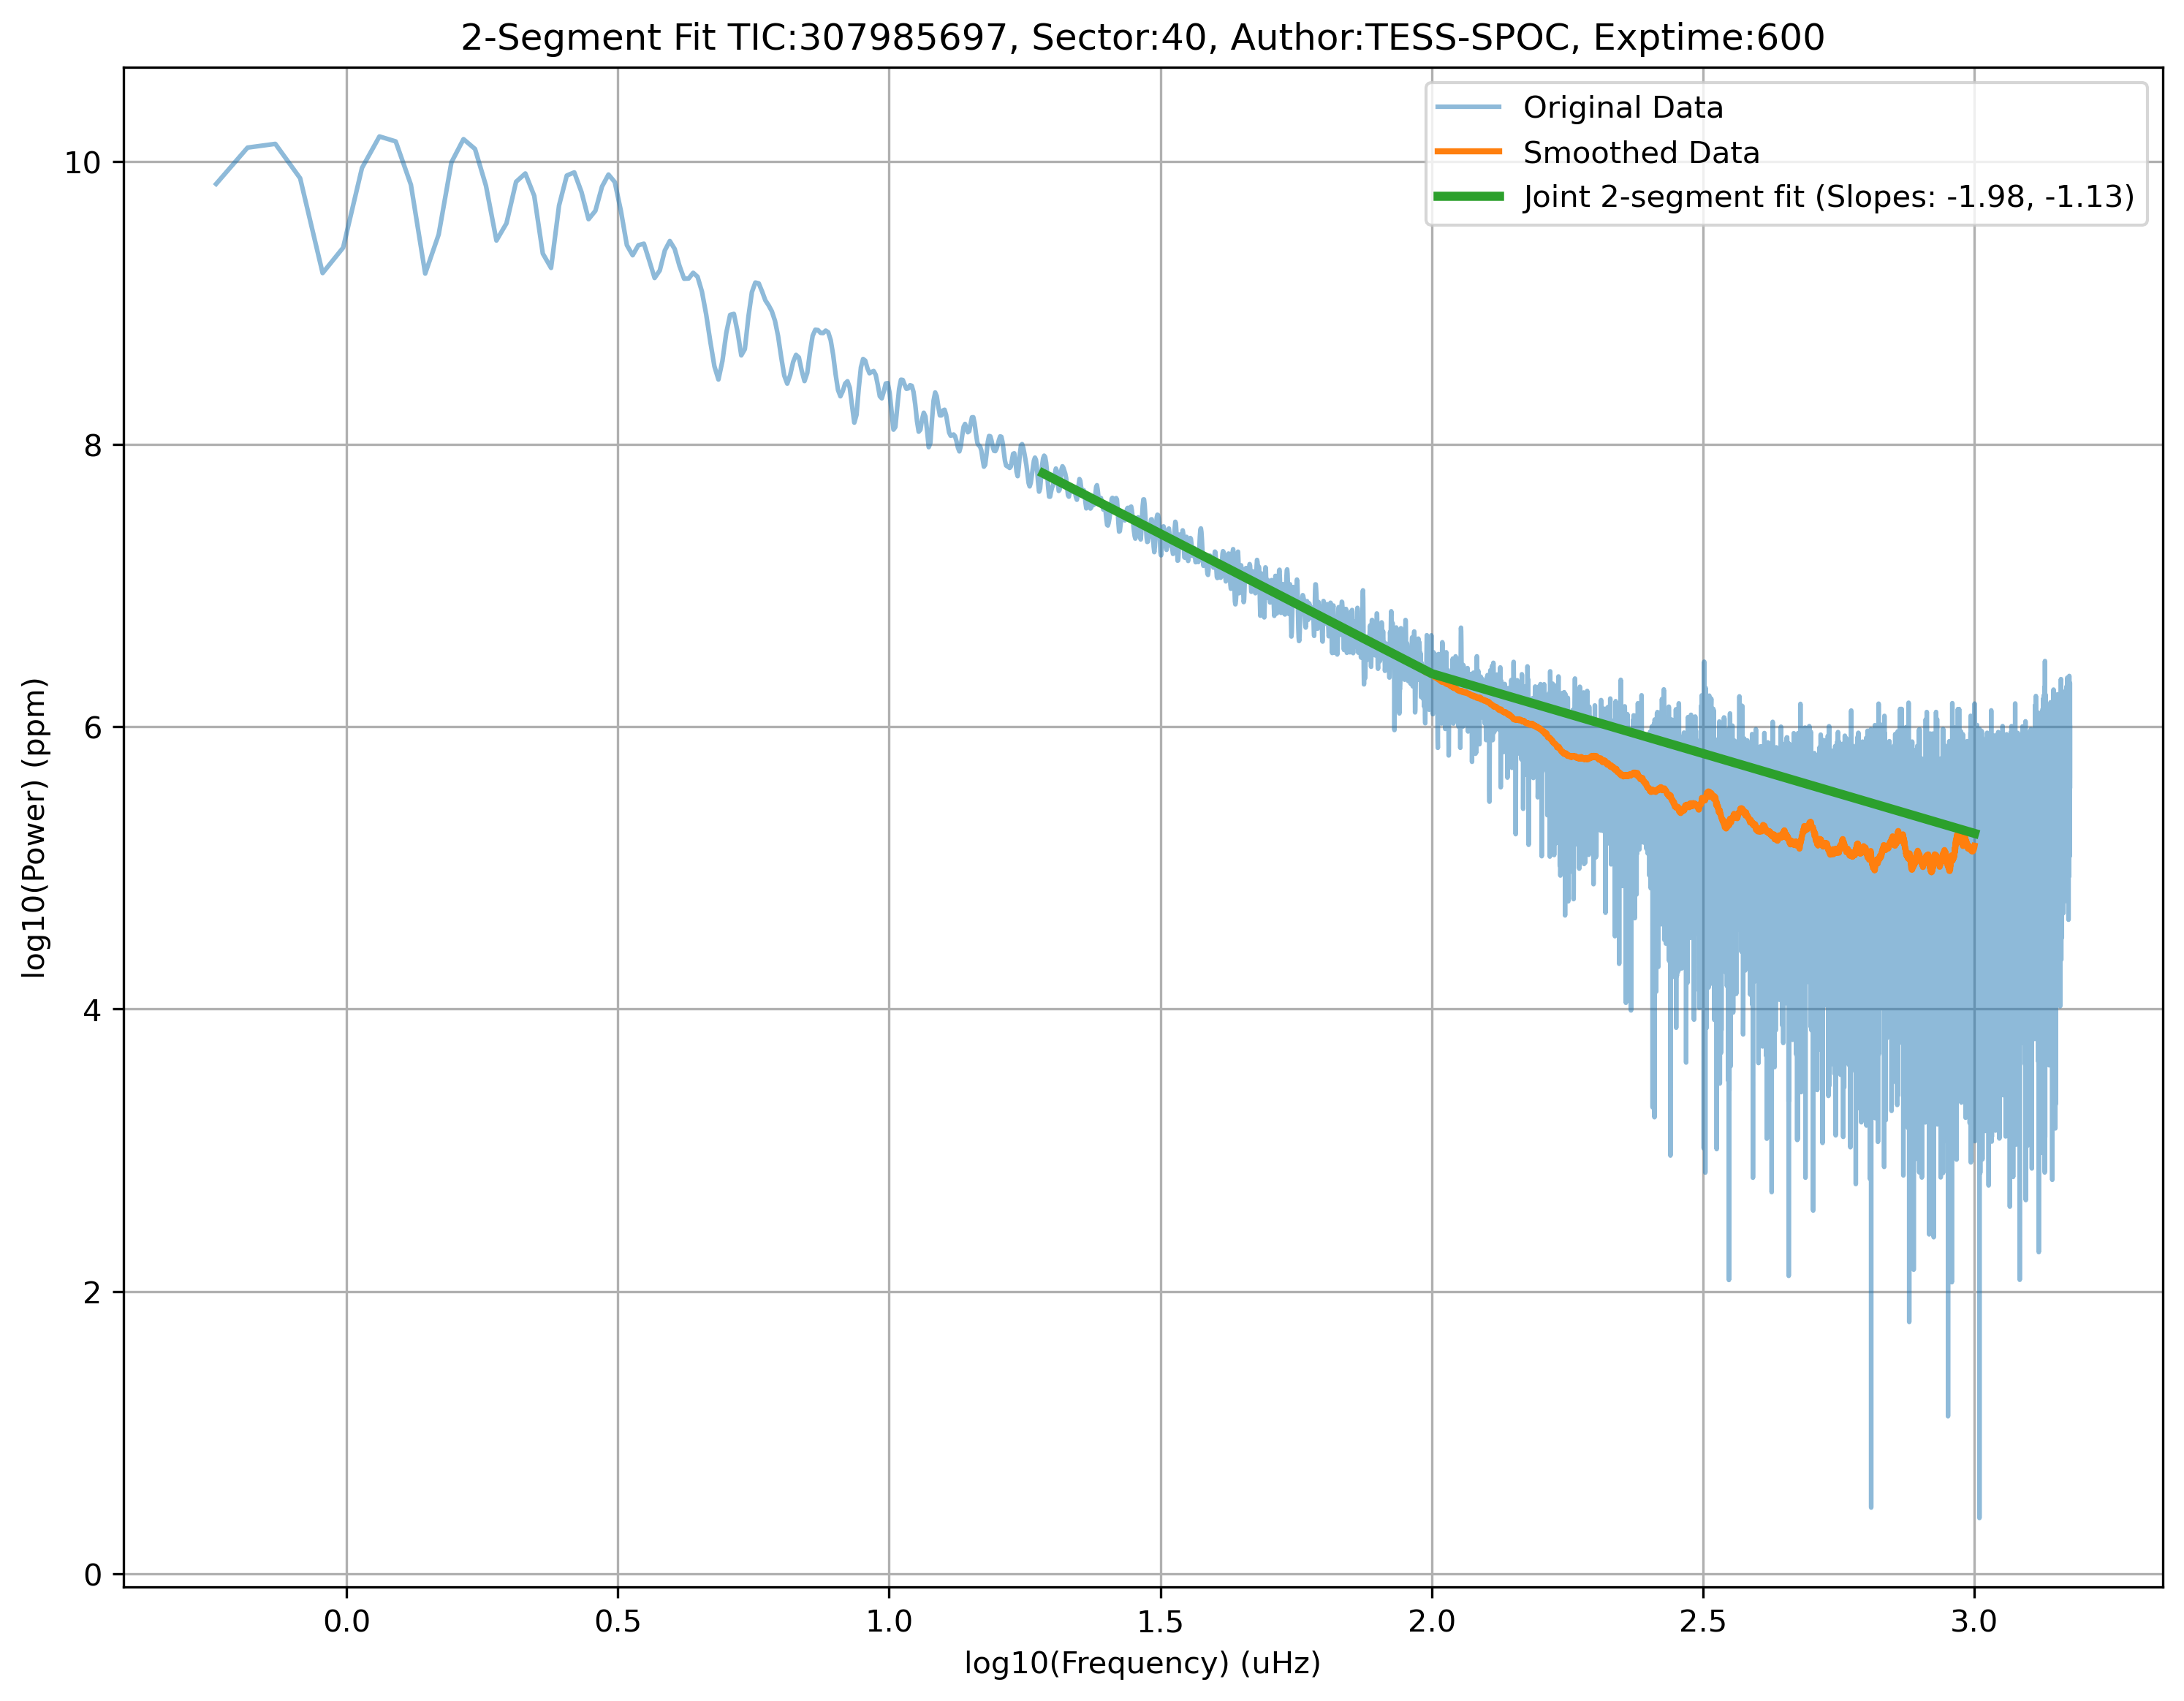 2-Segment Fit TIC:307985697, Sector:40, Author:TESS-SPOC, Exptime:600
Original Data
Smoothed Data
Joint 2-segment fit (Slopes: -1.98, -1.13)
log10(Power) (ppm)
10
8
6
4
2
0
0.0 0.5 1.0 1.5 2.0 2.5 3.0
log10(Frequency) (uHz)